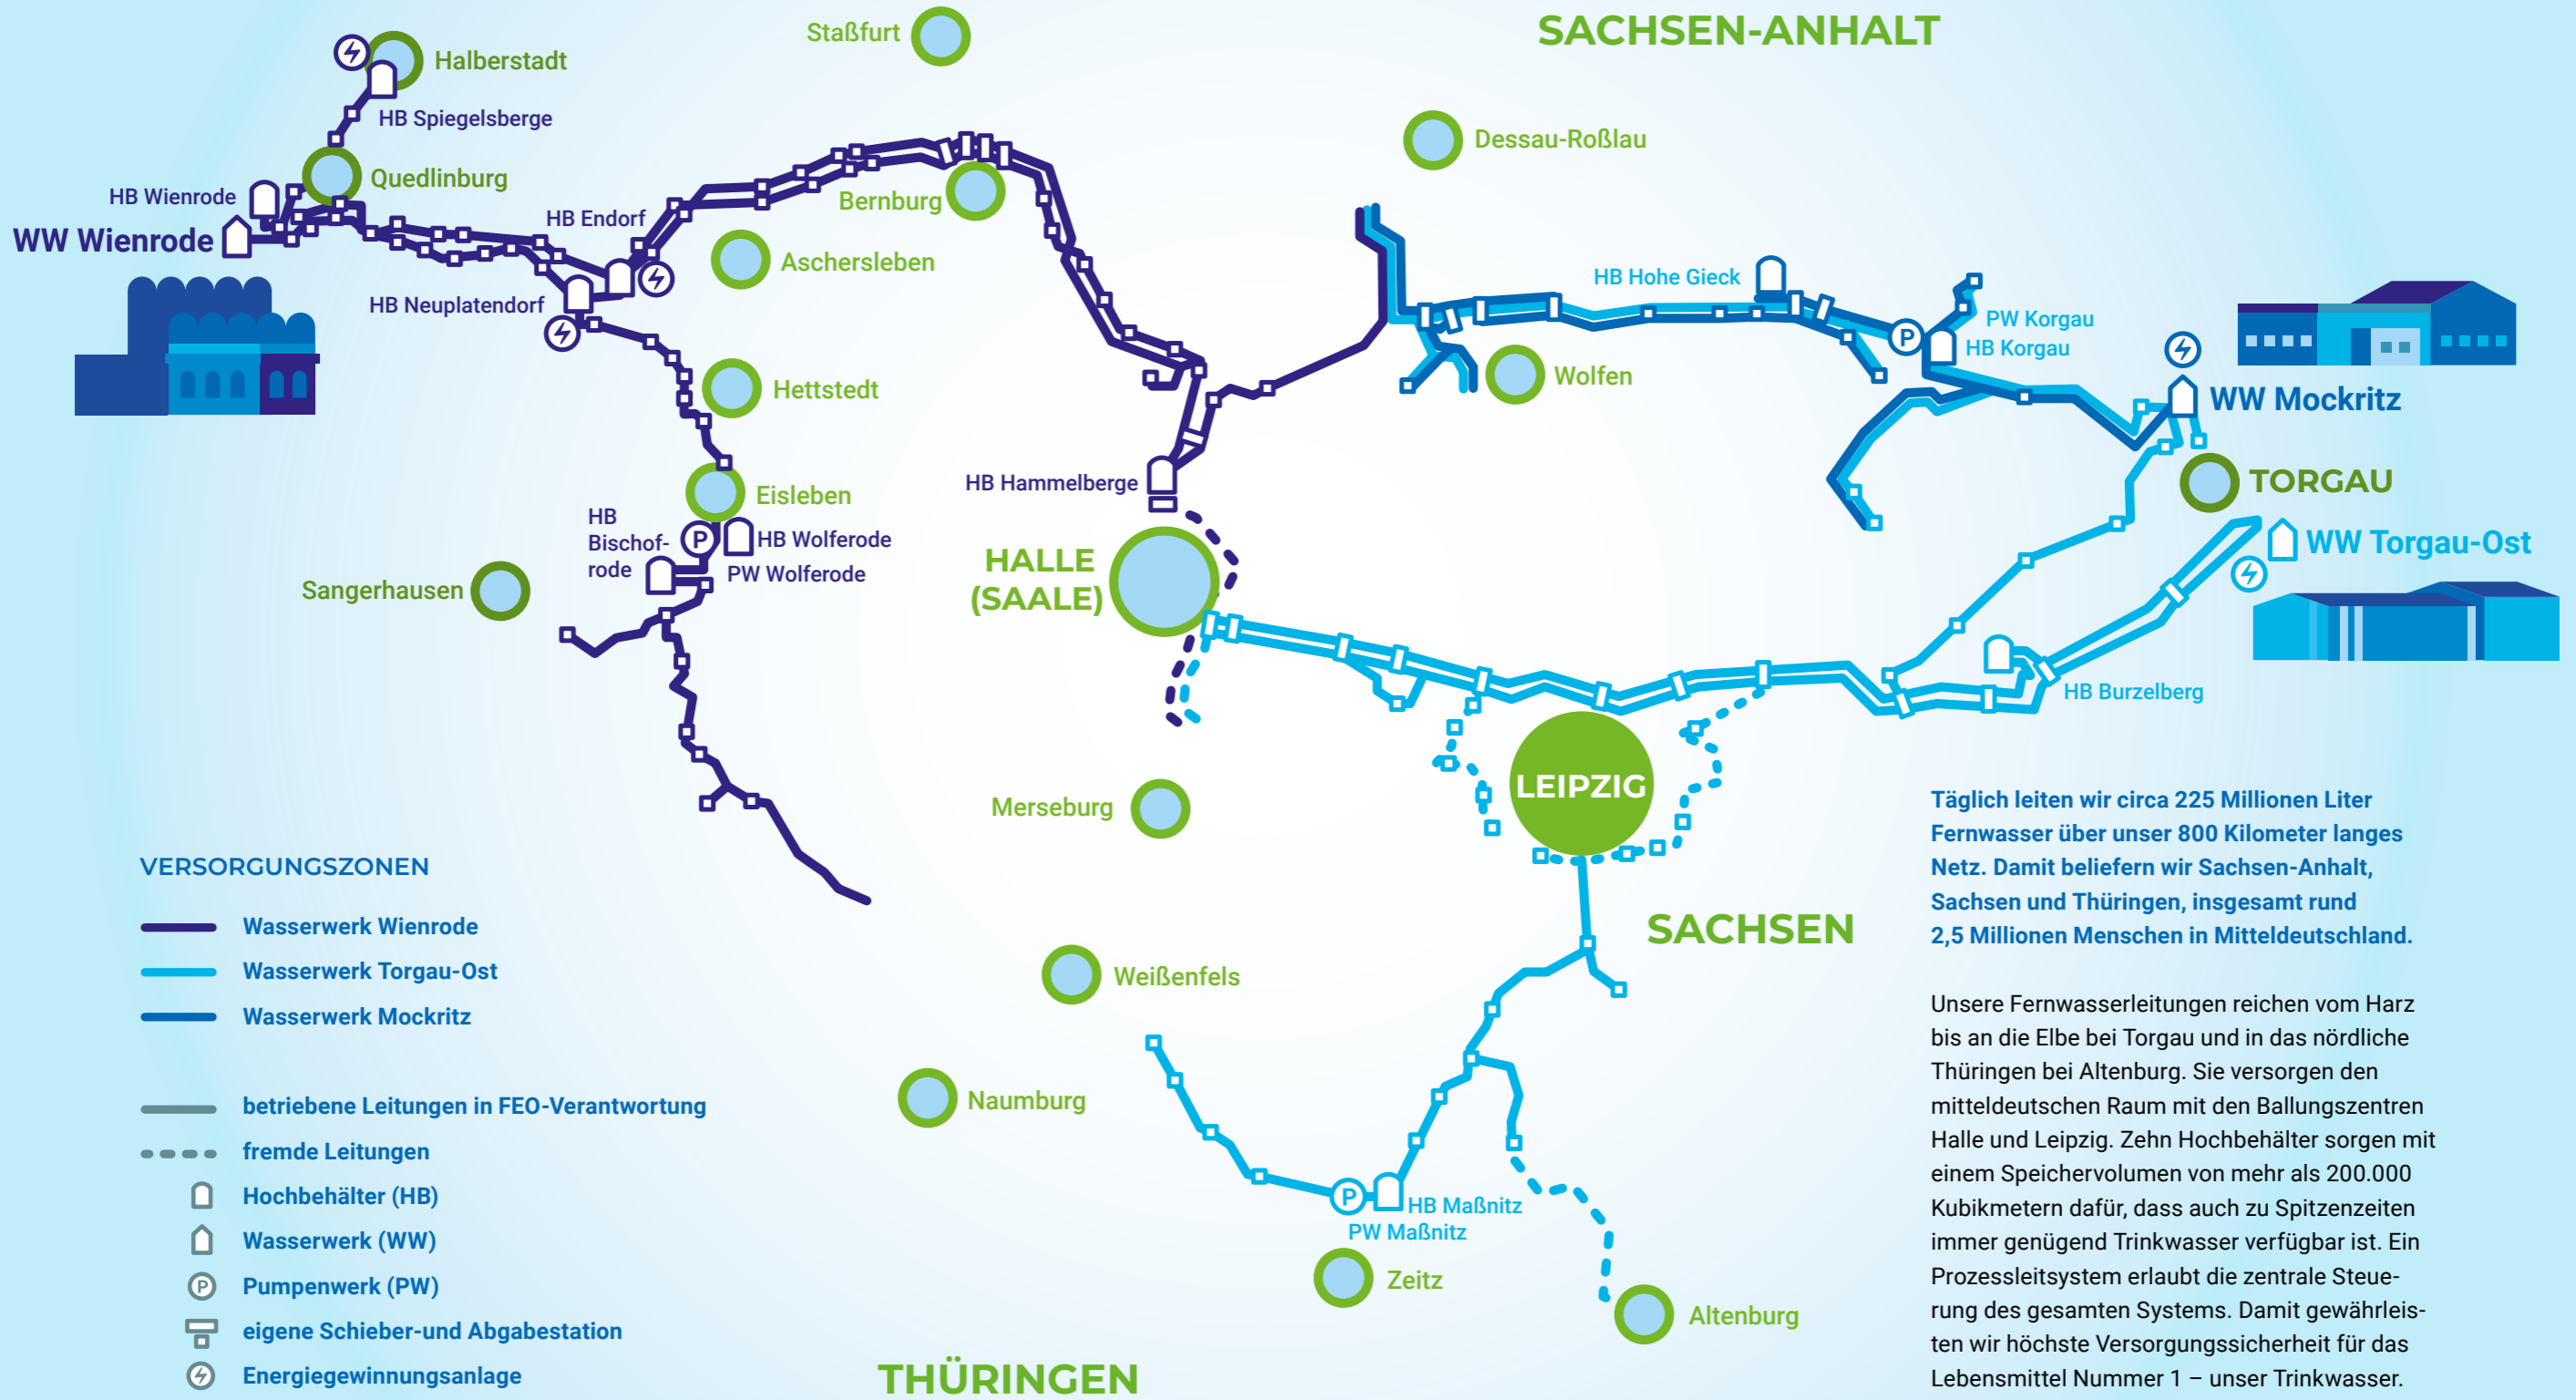 SACHSEN-ANHALT
Staßfurt
Halberstadt
HB Spiegelsberge
Dessau-Roßlau
Quedlinburg
HB Wienrode
WW Wienrode
HB Endorf
Bernburg
Aschersleben
HB Neuplatendorf
Hettstedt
HB Hohe Gieck
P
PW Korgau
HB Korgau
Wolfen
WW Mockritz
Eisleben
HB Hammelberge
TORGAU
HB
Bischof-
rode
P
HB Wolferode
PW Wolferode
HALLE
(SAALE)
WW Torgau-Ost
Sangerhausen
HB Burzelberg
LEIPZIG
Merseburg
SACHSEN
Weißenfels
Naumburg
P
HB Maßnitz
PW Maßnitz
Zeitz
Altenburg
THÜRINGEN
VERSORGUNGSZONEN
Wasserwerk Wienrode
Wasserwerk Torgau-Ost
Wasserwerk Mockritz
betriebene Leitungen in FEO-Verantwortung
fremde Leitungen
Hochbehälter (HB)
Wasserwerk (WW)
P Pumpenwerk (PW)
eigene Schieber-und Abgabestation
Energiegewinnungsanlage
Täglich leiten wir circa 225 Millionen Liter
Fernwasser über unser 800 Kilometer langes
Netz. Damit beliefern wir Sachsen-Anhalt,
Sachsen und Thüringen, insgesamt rund
2,5 Millionen Menschen in Mitteldeutschland.
Unsere Fernwasserleitungen reichen vom Harz
bis an die Elbe bei Torgau und in das nördliche
Thüringen bei Altenburg. Sie versorgen den
mitteldeutschen Raum mit den Ballungszentren
Halle und Leipzig. Zehn Hochbehälter sorgen mit
einem Speichervolumen von mehr als 200.000
Kubikmetern dafür, dass auch zu Spitzenzeiten
immer genügend Trinkwasser verfügbar ist. Ein
Prozessleitsystem erlaubt die zentrale Steue-
rung des gesamten Systems. Damit gewährleis-
ten wir höchste Versorgungssicherheit für das
Lebensmittel Nummer 1 – unser Trinkwasser.